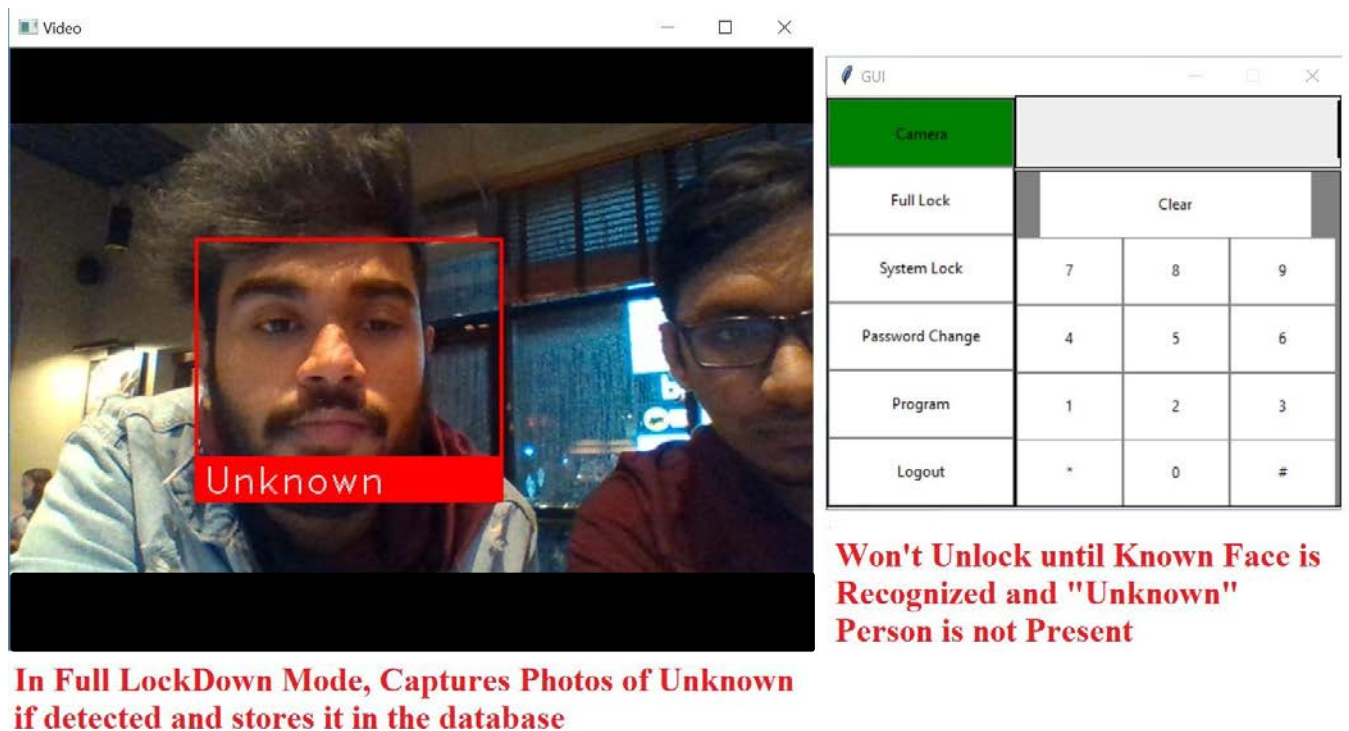 Video
Unknown
In Full LockDown Mode, Captures Photos of Unknown
if detected and stores it in the database
GUI
Camera
Full Lock
System Lock
Password Change
Program
Logout
Clear
7 8 9
4 5 6
1 2 3
* 0 #
Won't Unlock until Known Face is
Recognized and "Unknown"
Person is not Present